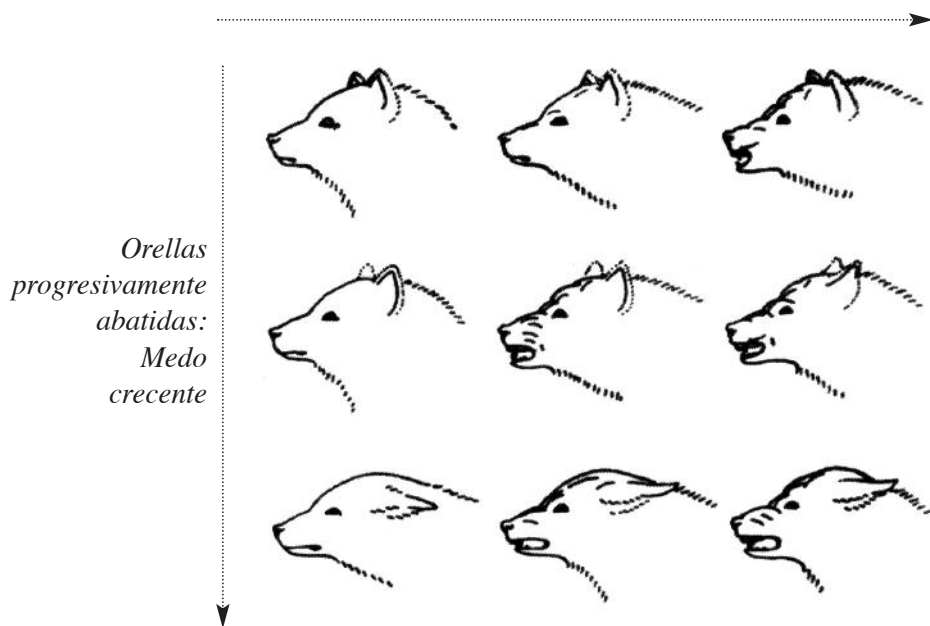 Orellas
progresivamente
abatidas:
Medo
crecente